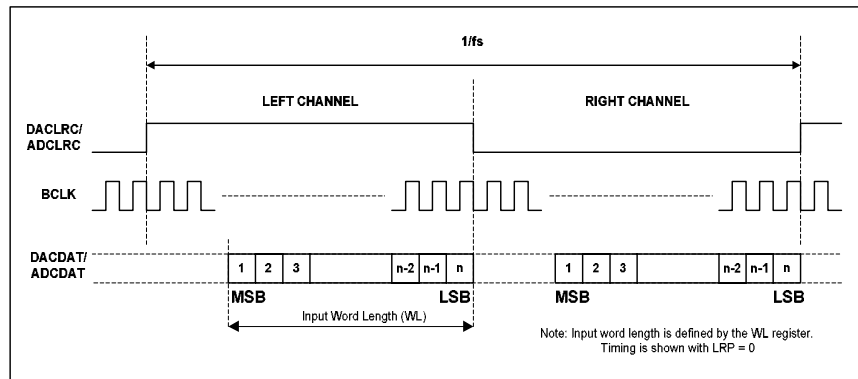 1/fs
LEFT CHANNEL
RIGHT CHANNEL
DACLRC/
ADCLRC
BCLK
DACDAT/
ADCDAT
1 2 3 n-2 n-1 n
1 2 3 n-2 n-1 n
MSB LSB
MSB LSB
Input Word Length (WL)
Note: Input word length is defined by the WL register.
Timing is shown with LRP = 0